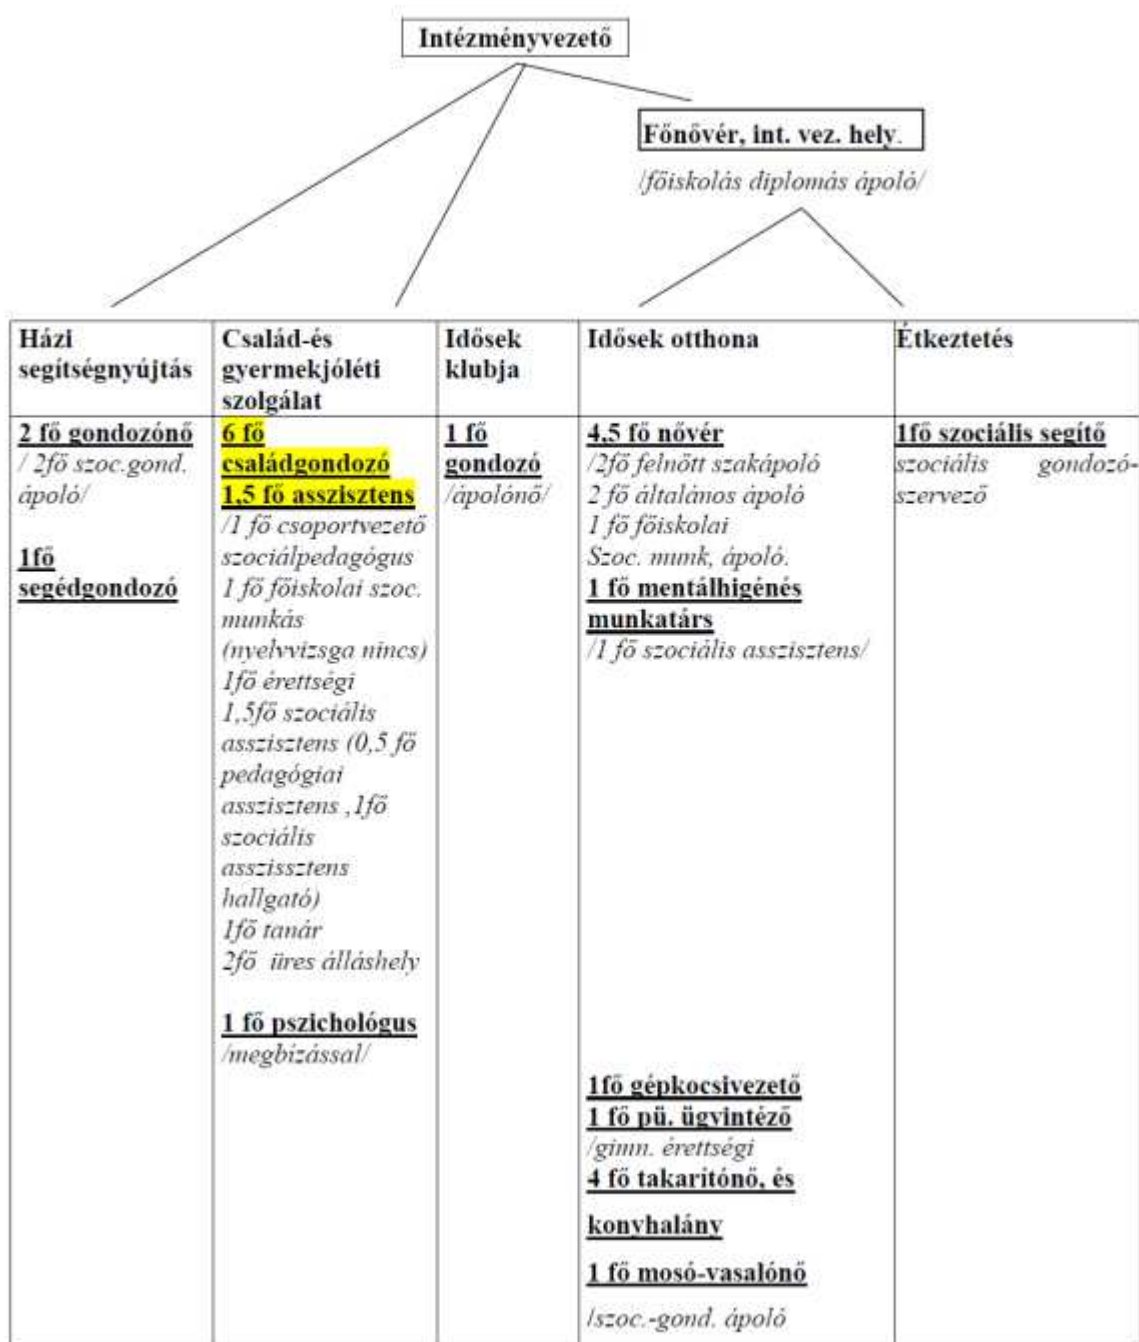 Intézményvezető
Főnővér, int. vez. hely.
/főiskolás diplomás ápoló/
Házi
segítségnyújtás
Család-és
gyermekjóléti
szolgálat
Idősek
klubja
Idősek otthona
Étkeztetés
2 fő gondozónő
/ 2fő szoc.gond.
ápoló/
1fő
segédgondozó
6 fő
családgondozó
1,5 fő asszisztens
/1 fő csoportvezető
szociálpedagógus
1 fő főiskolai szoc.
munkás
(nyelvvizsga nincs)
1fő érettségi
1,5fő szociális
asszisztens (0,5 fő
pedagógiai
asszisztens ,1fő
szociális
asszissztens
hallgató)
1fő tanár
2fő üres álláshely
1 fő pszichológus
/megbízással/
1 fő
gondozó
/ápolónő/
4,5 fő nővér
/2fő felnőtt szakápoló
2 fő általános ápoló
1 fő főiskolai
Szoc. munk, ápoló.
1 fő mentálhigénés
munkatárs
/1 fő szociális asszisztens/
1fő gépkocsivezető
1 fő pü. ügyintéző
/gimn. érettségi
4 fő takarítónő, és
konyhalány
1 fő mosó-vasalónő
/szoc.-gond. ápoló
1fő szociális segítő
szociális gondozó-
szervező